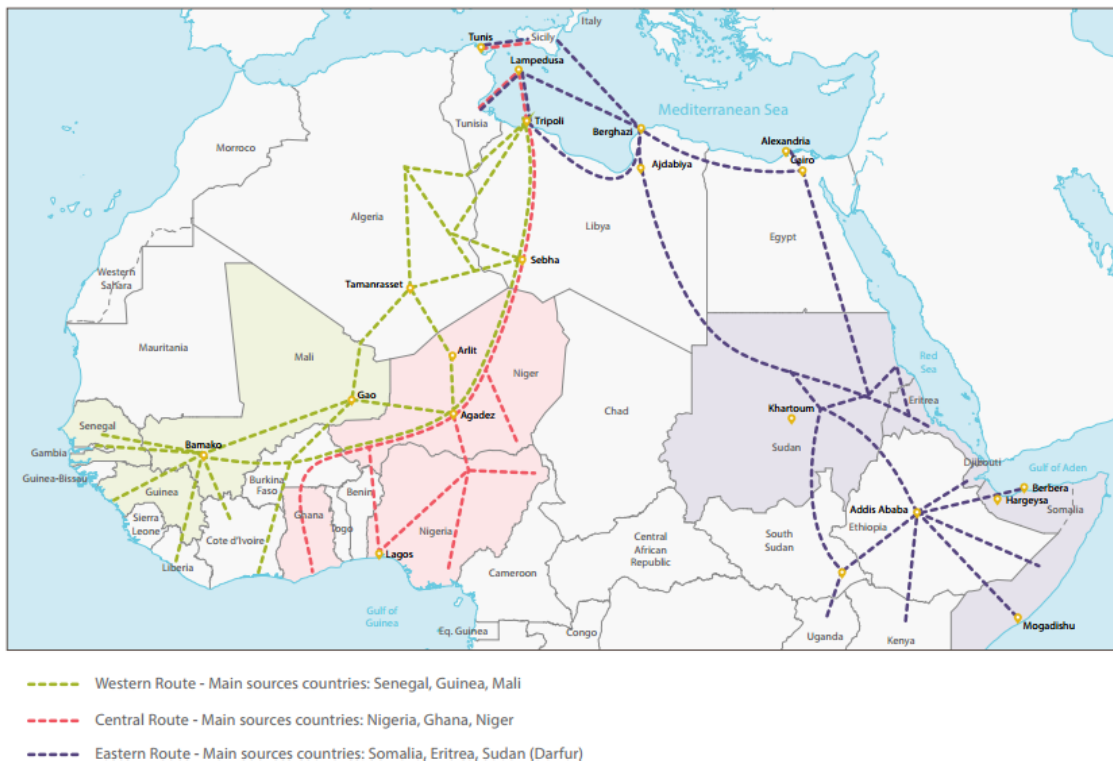 Italy
Tunis
Sicily
Lampedusa
Mediterranean Sea
Tunisia
Tripoli
Berghazi
Alexandria
Cairo
Morroco
Ajdabiya
Algeria
Libya
Egypt
Sebha
Western
Sahara
Tamanrasset
Mauritania
Mali
Arlit
Niger
Red
Sea
Gao
Chad
Eritrea
Agadez
Khartoum
Senegal
Bamako
Sudan
Gambia
Djibouti
Gulf of Aden
Guinea-Bissau
Burkina
Faso
Guinea
Benin
Berbera
Hargeysa
Ghana
Togo
Nigeria
Addis Ababa
Somalia
Sierra
Leone
Cote d'Ivoire
Ethiopia
South
Sudan
Central
African
Republic
Lagos
Liberia
Cameroon
Gulf of
Guinea
Eq. Guinea
Congo
Uganda
Kenya
Mogadishu
Western Route - Main sources countries: Senegal, Guinea, Mali
Central Route - Main sources countries: Nigeria, Ghana, Niger
Eastern Route - Main sources countries: Somalia, Eritrea, Sudan (Darfur)